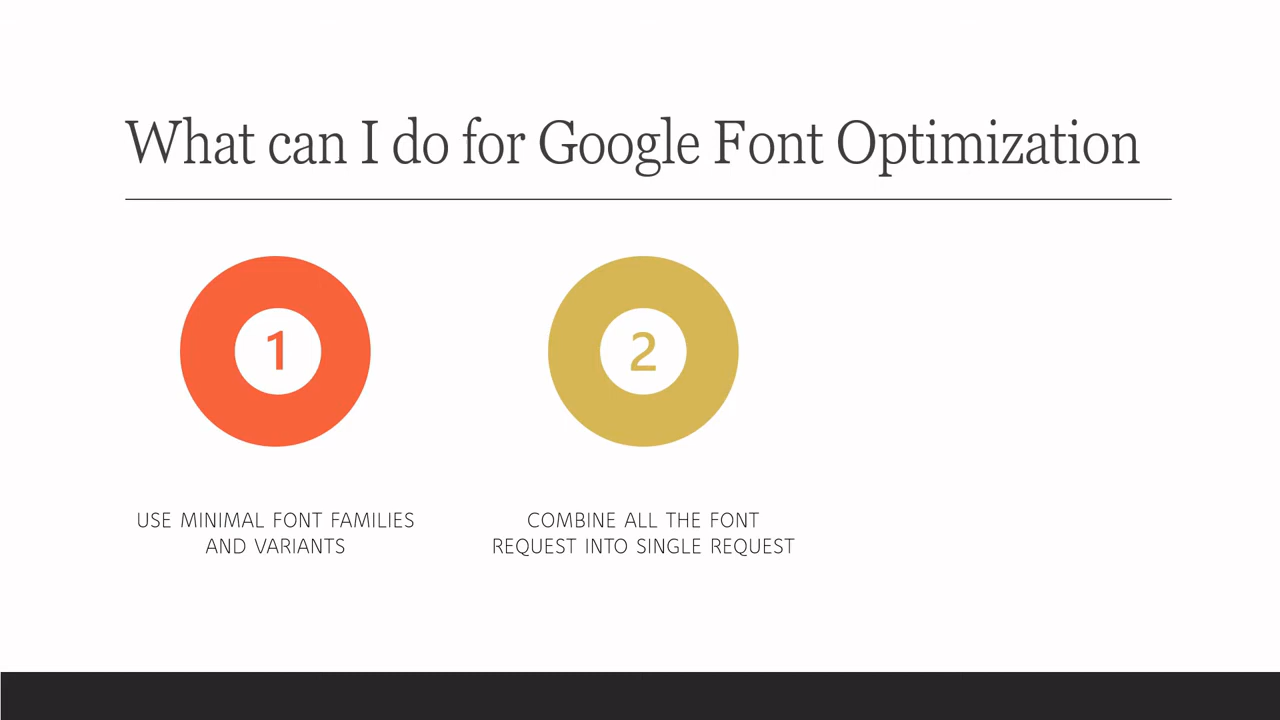 What can I do for Google Font Optimization
1
2
USE MINIMAL FONT FAMILIES
AND VARIANTS
COMBINE ALL THE FONT
REQUEST INTO SINGLE REQUEST